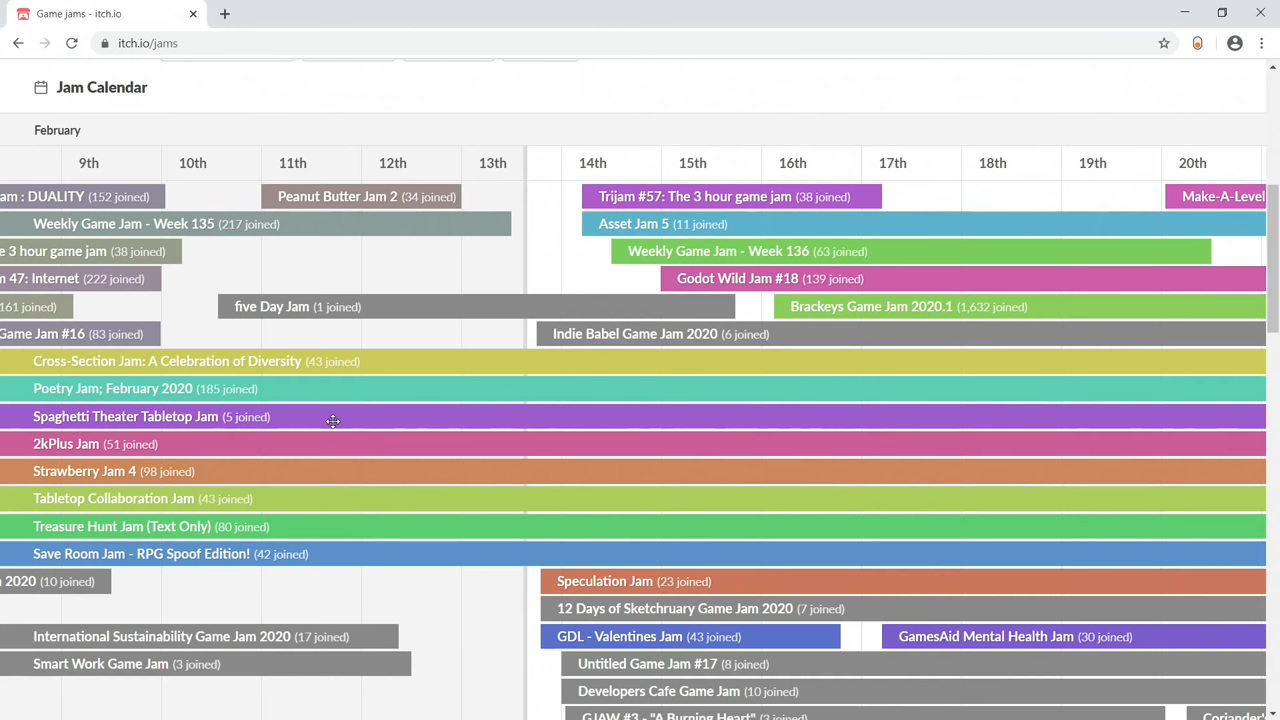 Game jams - itch.io
itch.io/jams
Jam Calendar
February
9th 10th 11th 12th 13th 14th 15th 16th 17th 18th 19th 20th
am : DUALITY (152 joined) Peanut Butter Jam 2 (34 joined) Trijam #57: The 3 hour game jam (38 joined) Make-A-Level
Weekly Game Jam - Week 135 (217 joined) Asset Jam 5 (11 joined)
e 3 hour game jam (38 joined) Weekly Game Jam - Week 136 (63 joined)
m 47: Internet (222 joined) Godot Wild Jam #18 (139 joined)
161 joined) five Day Jam (1 joined) Brackeys Game Jam 2020.1 (1,632 joined)
Game Jam #16 (83 joined) Indie Babel Game Jam 2020 (6 joined)
Cross-Section Jam: A Celebration of Diversity (43 joined)
Poetry Jam; February 2020 (185 joined)
Spaghetti Theater Tabletop Jam (5 joined)
2kPlus Jam (51 joined)
Strawberry Jam 4 (98 joined)
Tabletop Collaboration Jam (43 joined)
Treasure Hunt Jam (Text Only) (80 joined)
Save Room Jam - RPG Spoof Edition! (42 joined)
2020 (10 joined) Speculation Jam (23 joined)
12 Days of Sketchruary Game Jam 2020 (7 joined)
International Sustainability Game Jam 2020 (17 joined) GDL - Valentines Jam (43 joined) GamesAid Mental Health Jam (30 joined)
Smart Work Game Jam (3 joined) Untitled Game Jam #17 (8 joined)
Developers Cafe Game Jam (10 joined)
GJAW #3 - "A Burning Heart" (3 joined) Coriander's